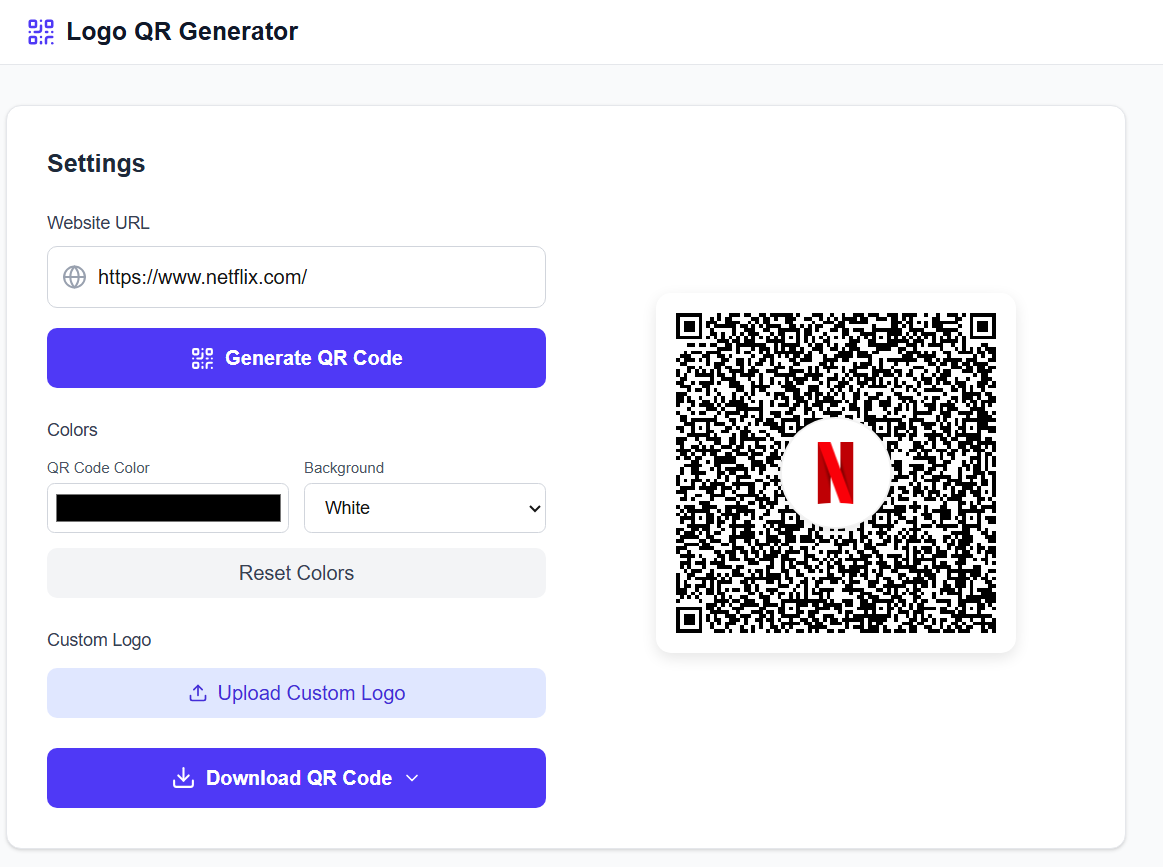 Logo QR Generator
Settings
Website URL
https://www.netflix.com/
Generate QR Code
Colors
QR Code Color
Background
White
Reset Colors
Custom Logo
Upload Custom Logo
Download QR Code
N